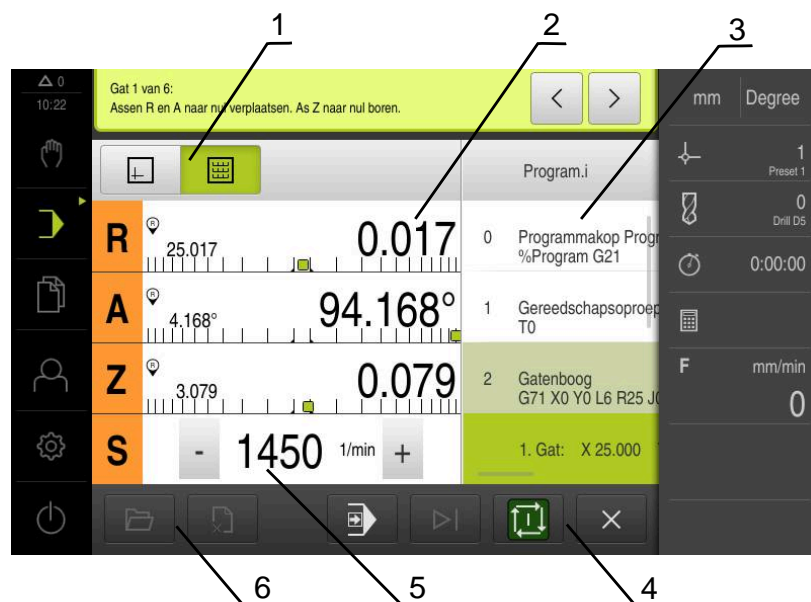 1
2
3
0
10:22
Gat 1 van 6:
Assen R en A naar nul verplaatsen. As Z naar nul boren.
< >
mm Degree
Program.i
1
Preset 1
R
R
25.017
0.017
0 Programmakop Progr
%Program G21
0
Drill D5
0:00:00
A
R
4.168°
94.168°
1 Gereedschapsoproep
T0
Z
R
3.079
0.079
2 Gatenboog
G71 X0 Y0 L6 R25
F mm/min
0
S - 1450 1/min +
1. Gat: X 25.000
6
5
4